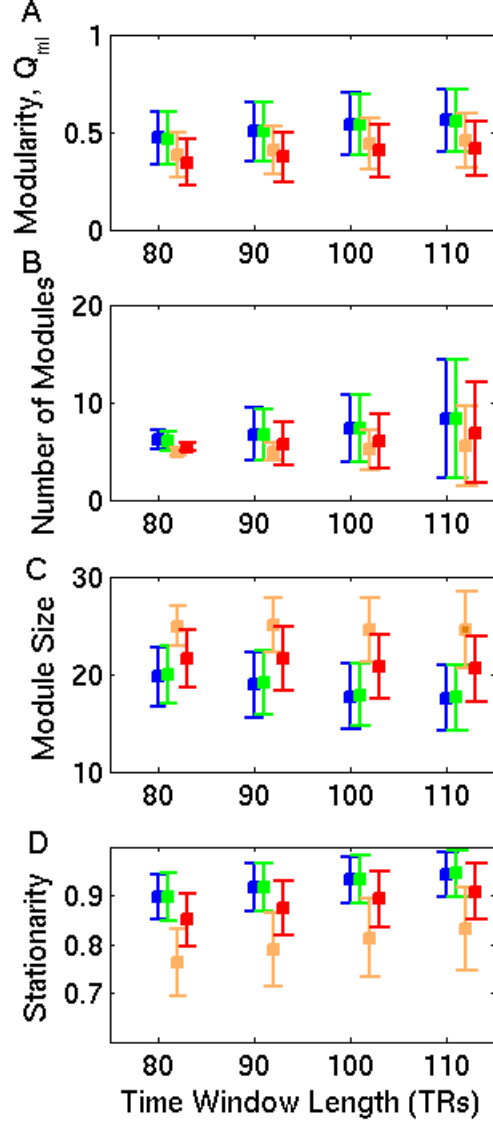 A
Modularity, Qml
1
0.5
0
80 90 100 110
B
Number of Modules
20
10
0
80 90 100 110
C
Module Size
30
20
10
80 90 100 110
D
Stationarity
0.9
0.8
0.7
80 90 100 110
Time Window Length (TRs)